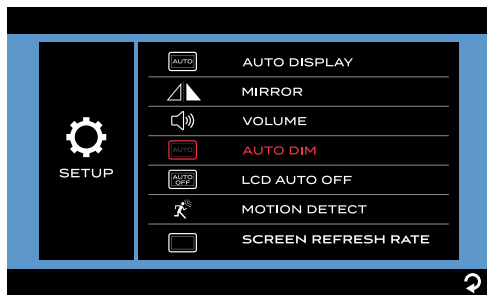 AUTO AUTO DISPLAY
MIRROR
VOLUME
AUTO AUTO DIM
SETUP
AUTO OFF LCD AUTO OFF
MOTION DETECT
SCREEN REFRESH RATE